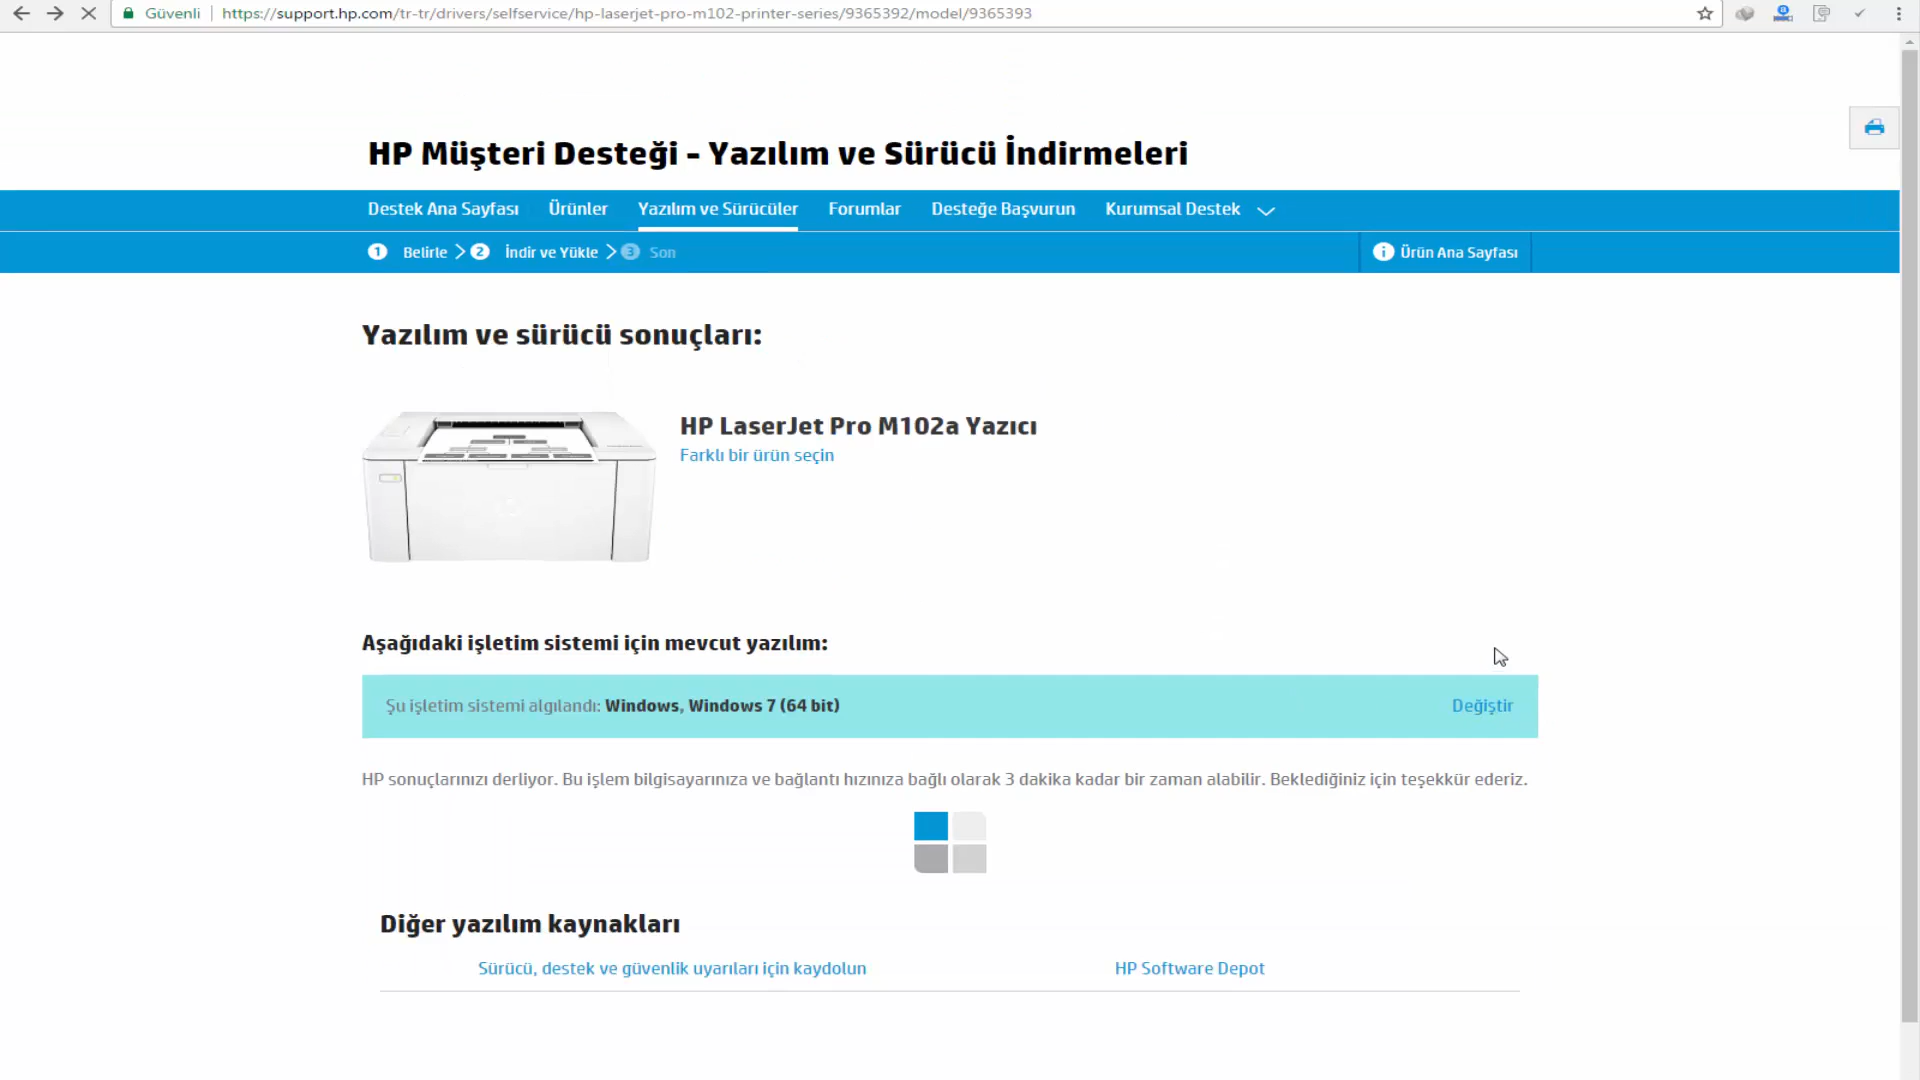 Güvenli https://support.hp.com/tr-tr/drivers/selfservice/hp-laserjet-pro-m102-printer-series/9365392/model/9365393
HP Müşteri Desteği - Yazılım ve Sürücü İndirmeleri
Destek Ana Sayfası Ürünler Yazılım ve Sürücüler Forumlar Desteğe Başvurun Kurumsal Destek
1 Belirle 2 İndir ve Yükle 3 Son i Ürün Ana Sayfası
Yazılım ve sürücü sonuçları:
HP LaserJet Pro M102a Yazıcı
Farklı bir ürün seçin
Aşağıdaki işletim sistemi için mevcut yazılım:
Şu işletim sistemi algılandı: Windows, Windows 7 (64 bit) Değiştir
HP sonuçlarınızı derliyor. Bu işlem bilgisayarınıza ve bağlantı hızınıza bağlı olarak 3 dakika kadar bir zaman alabilir. Beklediğiniz için teşekkür ederiz.
Diğer yazılım kaynakları
Sürücü, destek ve güvenlik uyarıları için kaydolun HP Software Depot